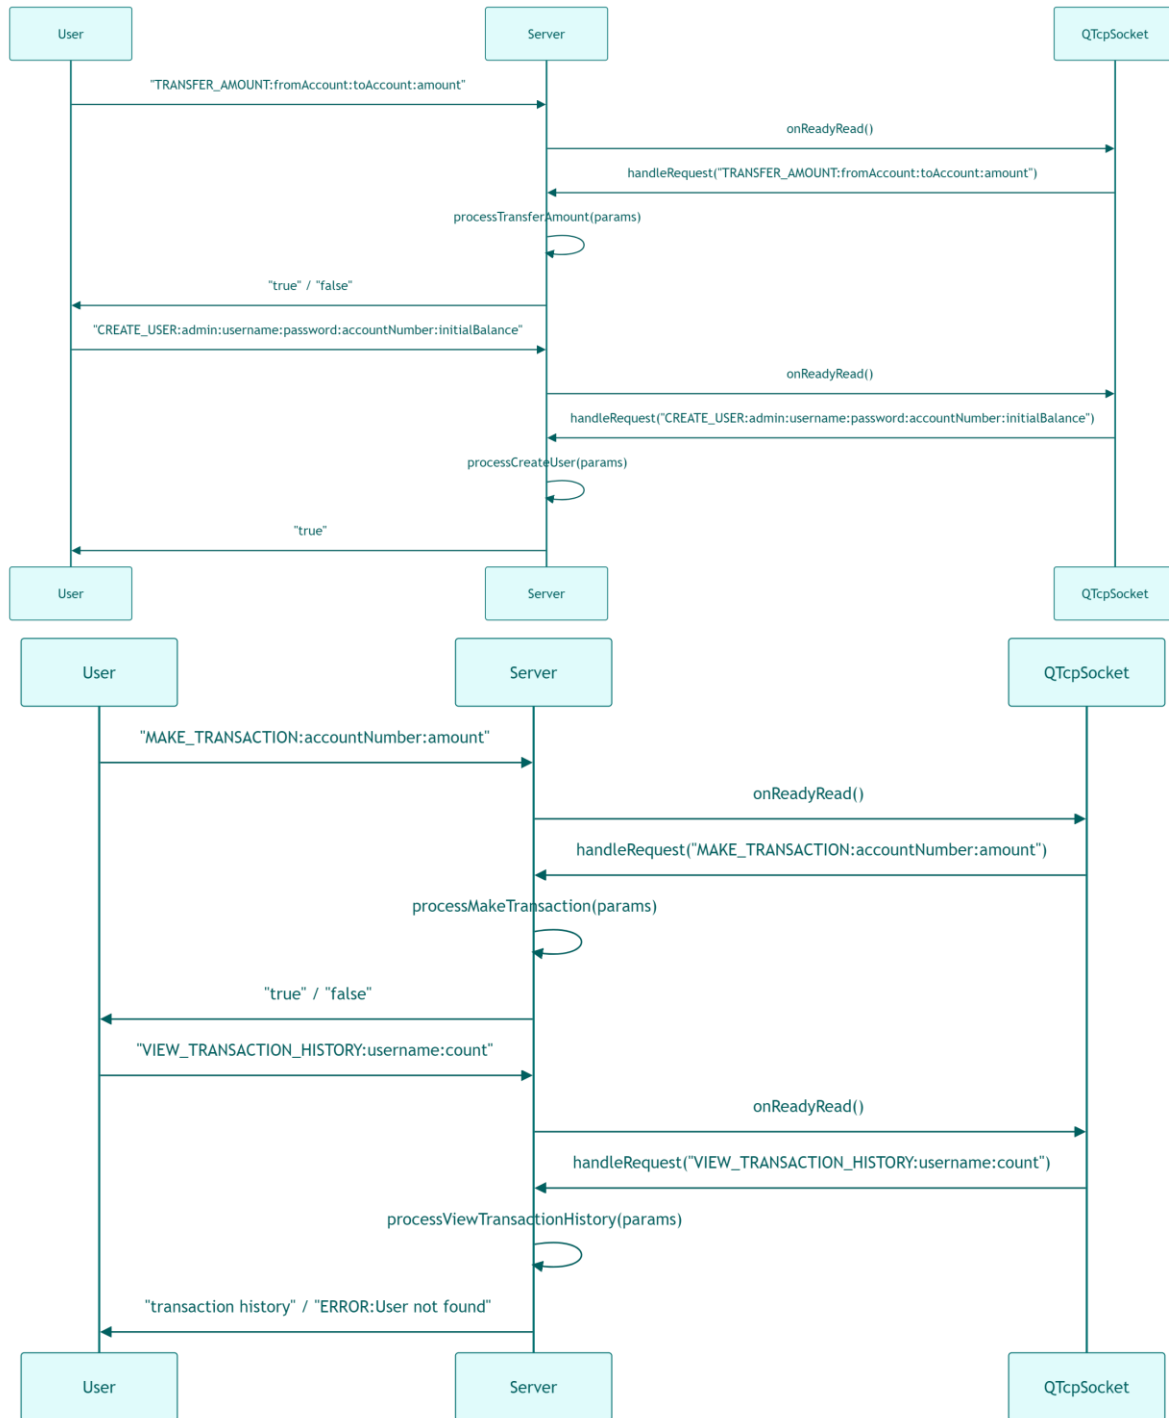 User
Server
QTcpSocket
"TRANSFER_AMOUNT:fromAccount:toAccount:amount"
onReadyRead()
handleRequest("TRANSFER_AMOUNT:fromAccount:toAccount:amount")
processTransferAmount(params)
"true" / "false"
"CREATE_USER:admin:username:password:accountNumber:initialBalance"
onReadyRead()
handleRequest("CREATE_USER:admin:username:password:accountNumber:initialBalance")
processCreateUser(params)
"true"
User
Server
QTcpSocket
User
Server
QTcpSocket
"MAKE_TRANSACTION:accountNumber:amount"
onReadyRead()
handleRequest("MAKE_TRANSACTION:accountNumber:amount")
processMakeTransaction(params)
"true" / "false"
"VIEW_TRANSACTION_HISTORY:username:count"
onReadyRead()
handleRequest("VIEW_TRANSACTION_HISTORY:username:count")
processViewTransactionHistory(params)
"transaction history" / "ERROR:User not found"
User
Server
QTcpSocket